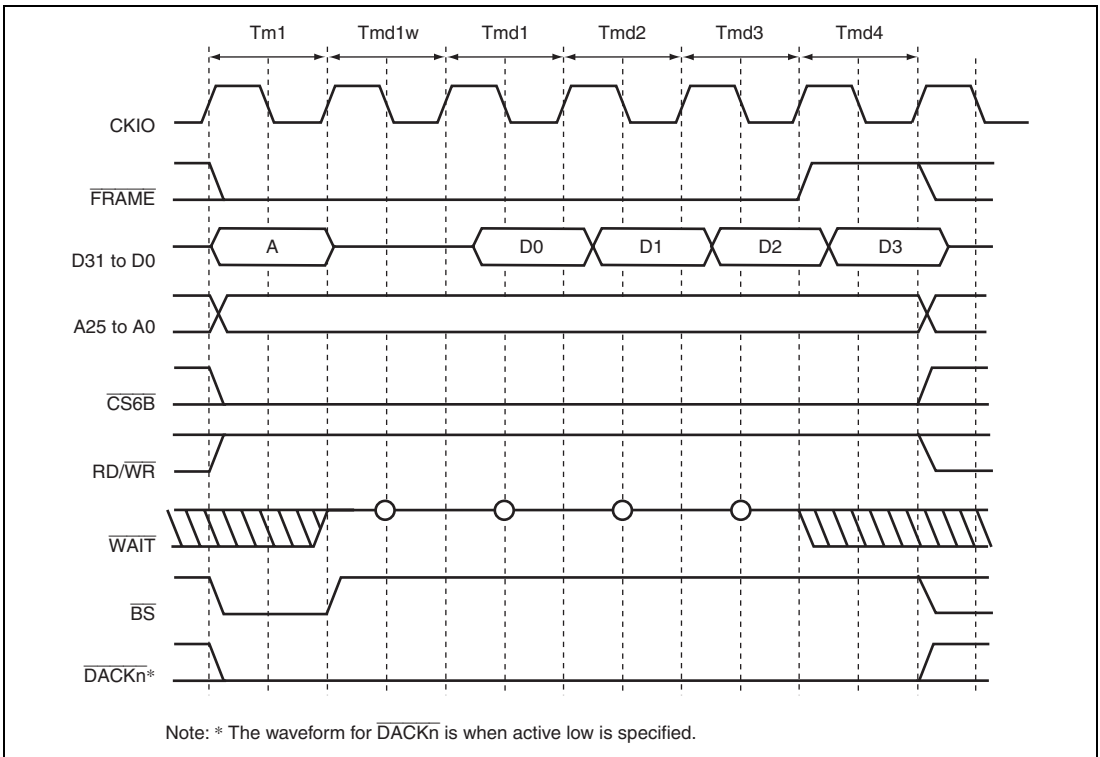 Tm1 Tmd1w Tmd1 Tmd2 Tmd3 Tmd4
CKIO
FRAME
D31 to D0 A D0 D1 D2 D3
A25 to A0
CS6B
RD/WR
WAIT
BS
DACKn*
Note: * The waveform for DACKn is when active low is specified.